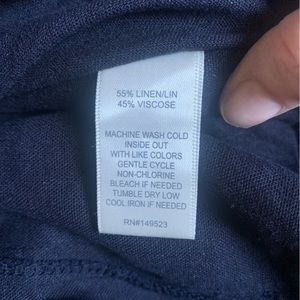 55% LINEN/LIN
45% VISCOSE
MACHINE WASH COLD
INSIDE OUT
WITH LIKE COLORS
GENTLE CYCLE
NON-CHLORINE
BLEACH IF NEEDED
TUMBLE DRY LOW
COOL IRON IF NEEDED
RN#149523